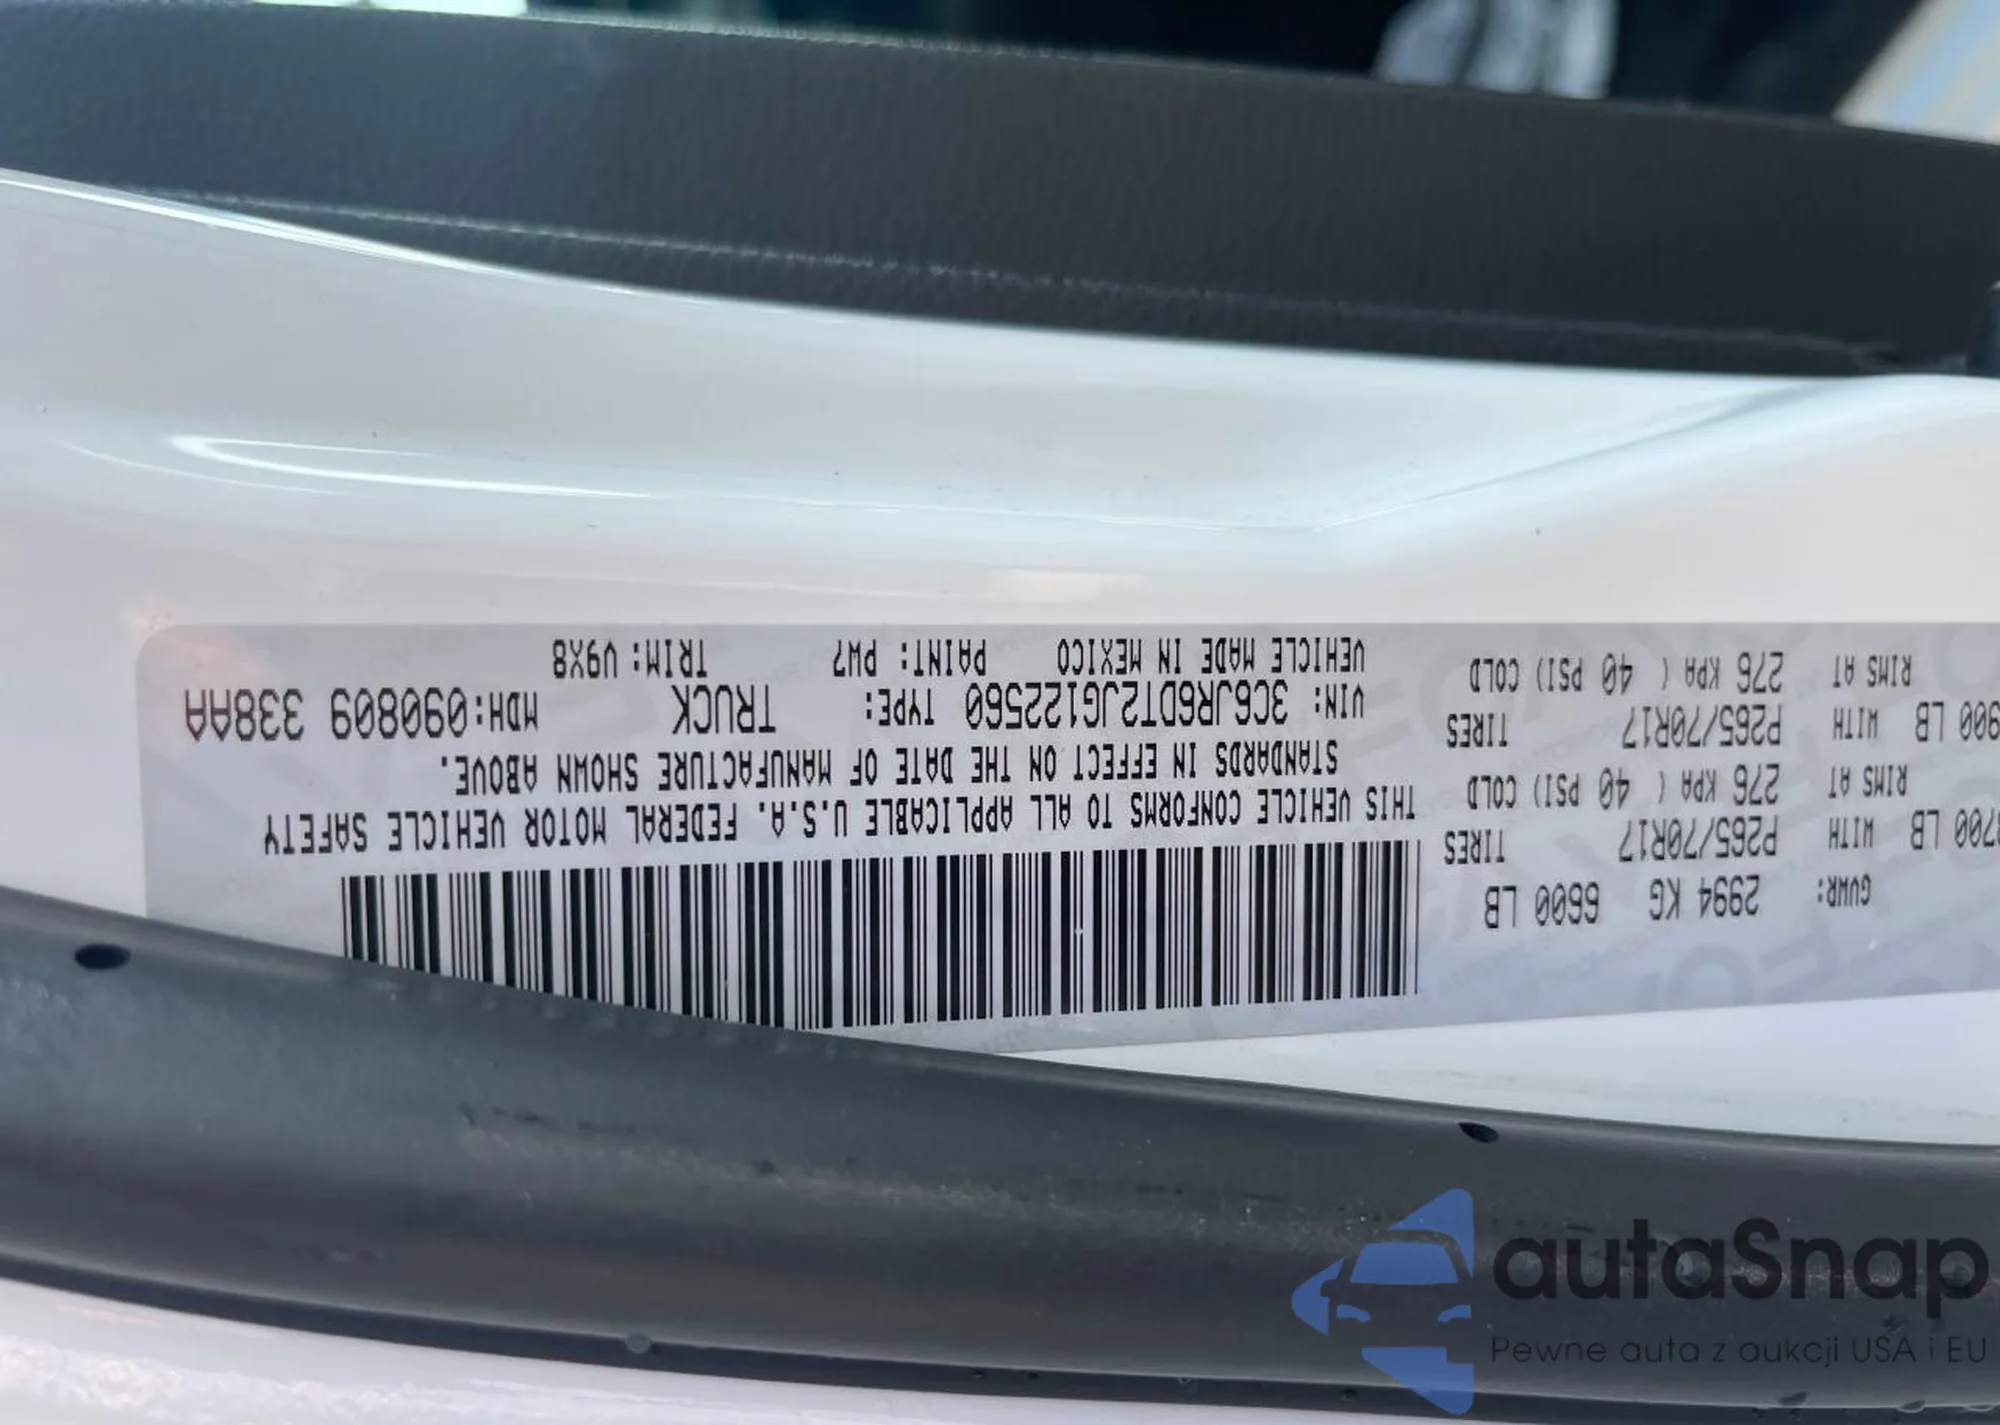 GVWR: 2994 KG 6600 LB
700 LB WITH P265/70R17 TIRES
RIMS AT 276 KPA ( 40 PSI) COLD
900 LB WITH P265/70R17 TIRES
RIMS AT 276 KPA ( 40 PSI) COLD
THIS VEHICLE CONFORMS TO ALL APPLICABLE U.S.A. FEDERAL MOTOR VEHICLE SAFETY
STANDARDS IN EFFECT ON THE DATE OF MANUFACTURE SHOWN ABOVE.
VIN: 3C6JR6DT2JG122560 TYPE: TRUCK MDH:090809 338AA
VEHICLE MADE IN MEXICO PAINT: PW7 TRIM: V9X8
autaSnap
Pewne auta z aukcji USA i EU